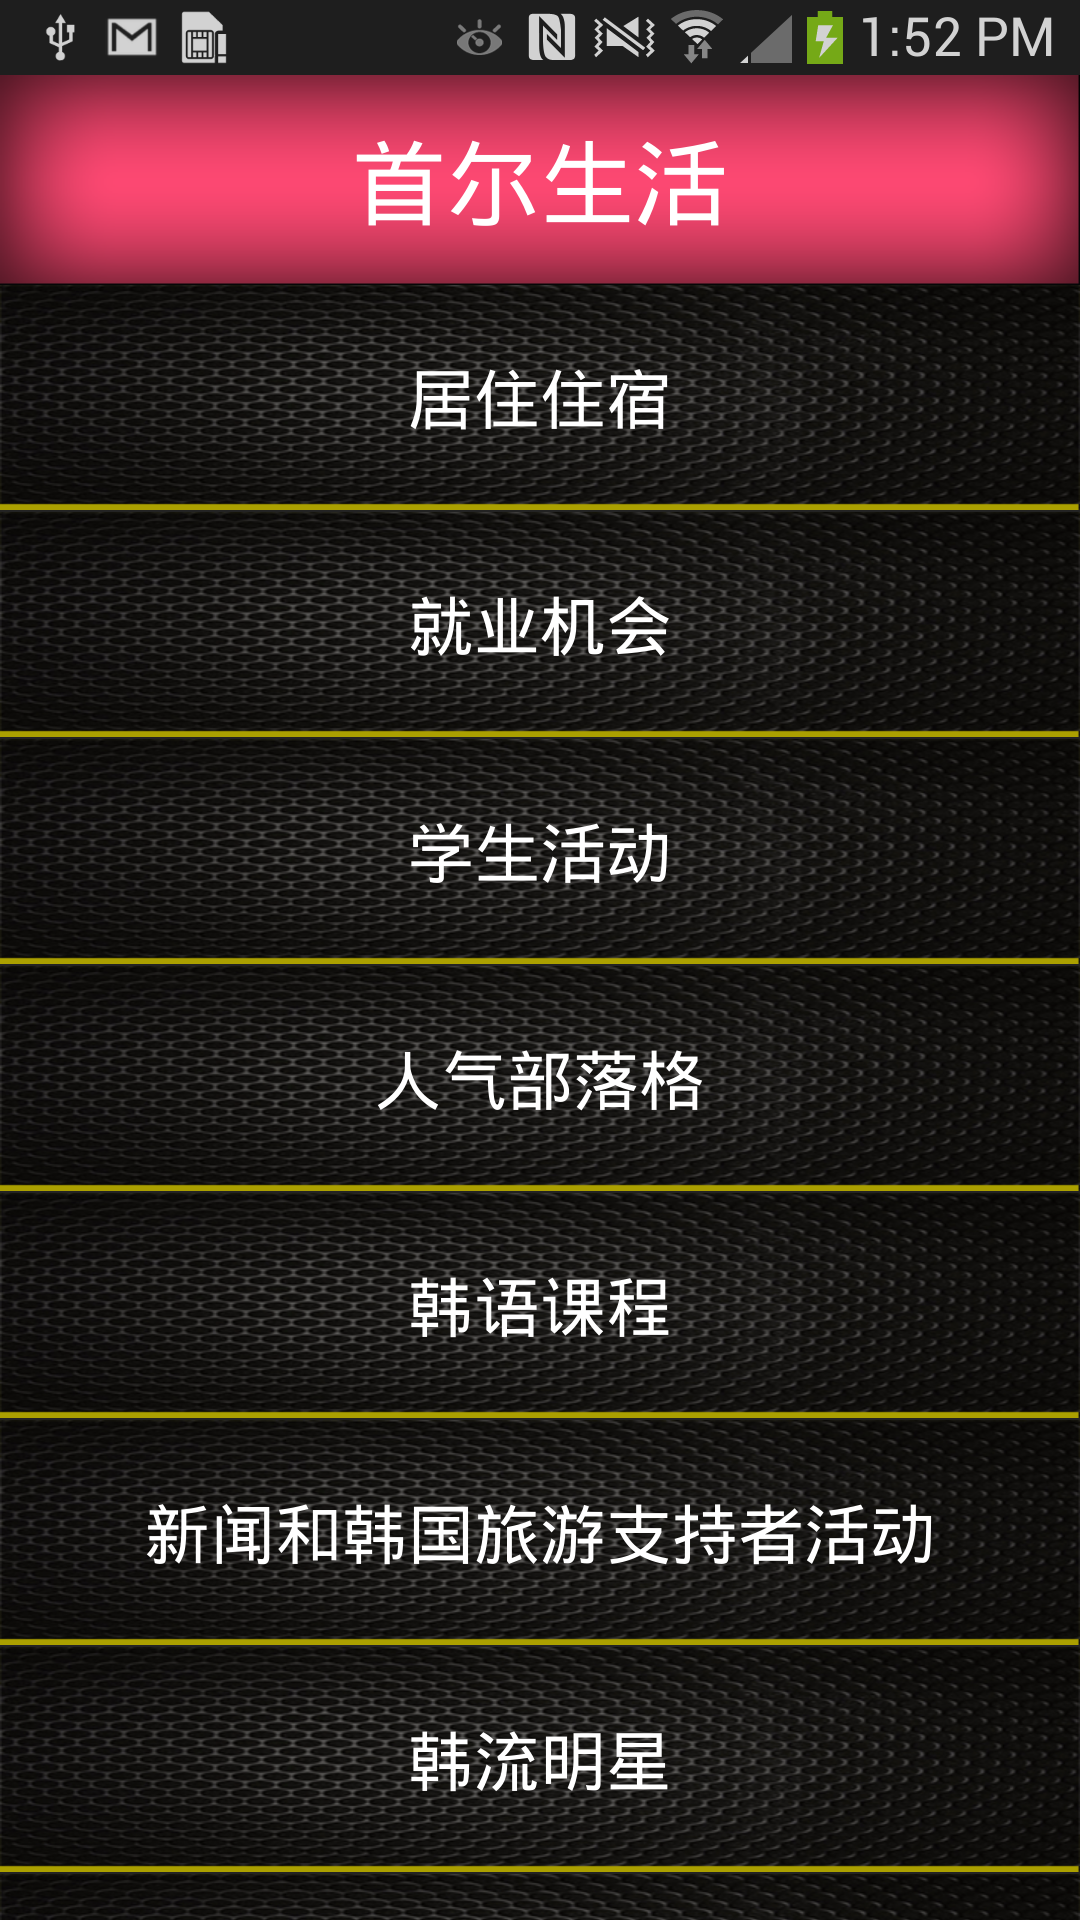 1:52 PM
首尔生活
居住住宿
就业机会
学生活动
人气部落格
韩语课程
新闻和韩国旅游支持者活动
韩流明星